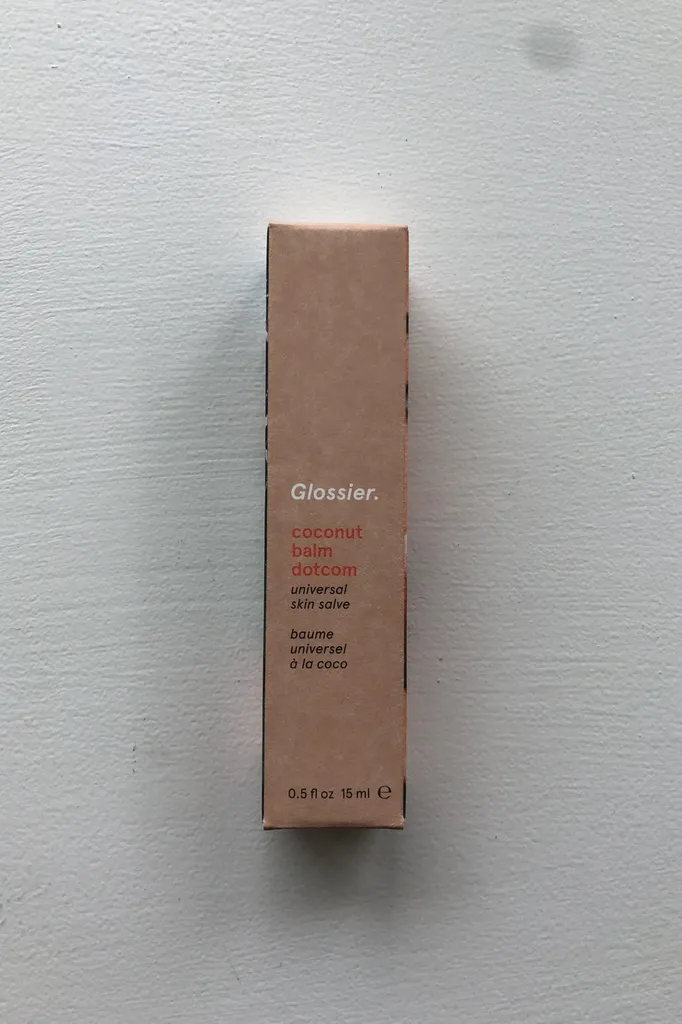 Glossier.
coconut
balm
dotcom
universal
skin salve
baume
universel
à la coco
0.5 fl oz 15 ml ℮